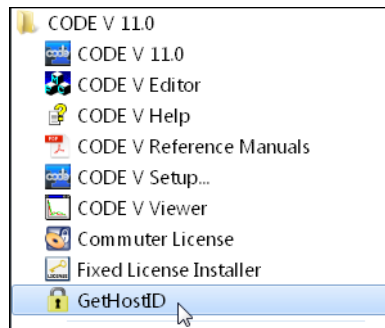 CODE V 11.0
CODE V 11.0
CODE V Editor
CODE V Help
CODE V Reference Manuals
CODE V Setup...
CODE V Viewer
Commuter License
Fixed License Installer
GetHostID